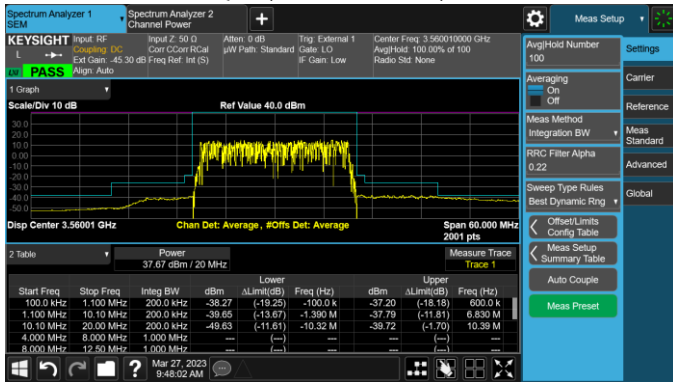 Spectrum Analyzer 1
SEM
Spectrum Analyzer 2
Channel Power
Meas Setup
KEYSIGHT
L
LXI
PASS
Input: RF
Coupling: DC
Ext Gain: -45.30 dB
Align: Auto
Input Z: 50 Ω
Corr CCorr RCal
Freq Ref: Int (S)
Atten: 0 dB
µW Path: Standard
Trig: External 1
Gate: LO
IF Gain: Low
Center Freq: 3.560010000 GHz
Avg|Hold: 100.00% of 100
Radio Std: None
1 Graph
Scale/Div 10 dB
Ref Value 40.0 dBm
30.0
20.0
10.0
0.00
-10.0
-20.0
-30.0
-40.0
-50.0
Disp Center 3.56001 GHz
Chan Det: Average , #Offs Det: Average
Span 60.000 MHz
2001 pts
2 Table
Power
37.67 dBm / 20 MHz
Measure Trace
Trace 1
Lower
Upper
Start Freq Stop Freq Integ BW dBm ΔLimit(dB) Freq (Hz) dBm ΔLimit(dB) Freq (Hz)
100.0 kHz 1.100 MHz 200.0 kHz -38.27 (-19.25) -100.0 k -37.20 (-18.18) 600.0 k
1.100 MHz 10.10 MHz 200.0 kHz -39.65 (-13.67) -1.390 M -37.79 (-11.81) 6.830 M
10.10 MHz 20.00 MHz 200.0 kHz -49.63 (-11.61) -10.32 M -39.72 (-1.70) 10.39 M
4.000 MHz 8.000 MHz 1.000 MHz --- (---) --- --- (---) ---
8.000 MHz 12.50 MHz 1.000 MHz --- (---) --- --- (---) ---
Mar 27, 2023
9:48:02 AM
Avg|Hold Number
100
Averaging
On
Off
Meas Method
Integration BW
RRC Filter Alpha
0.22
Sweep Type Rules
Best Dynamic Rng
Offset/Limits
Config Table
Meas Setup
Summary Table
Auto Couple
Meas Preset
Settings
Carrier
Reference
Meas
Standard
Advanced
Global